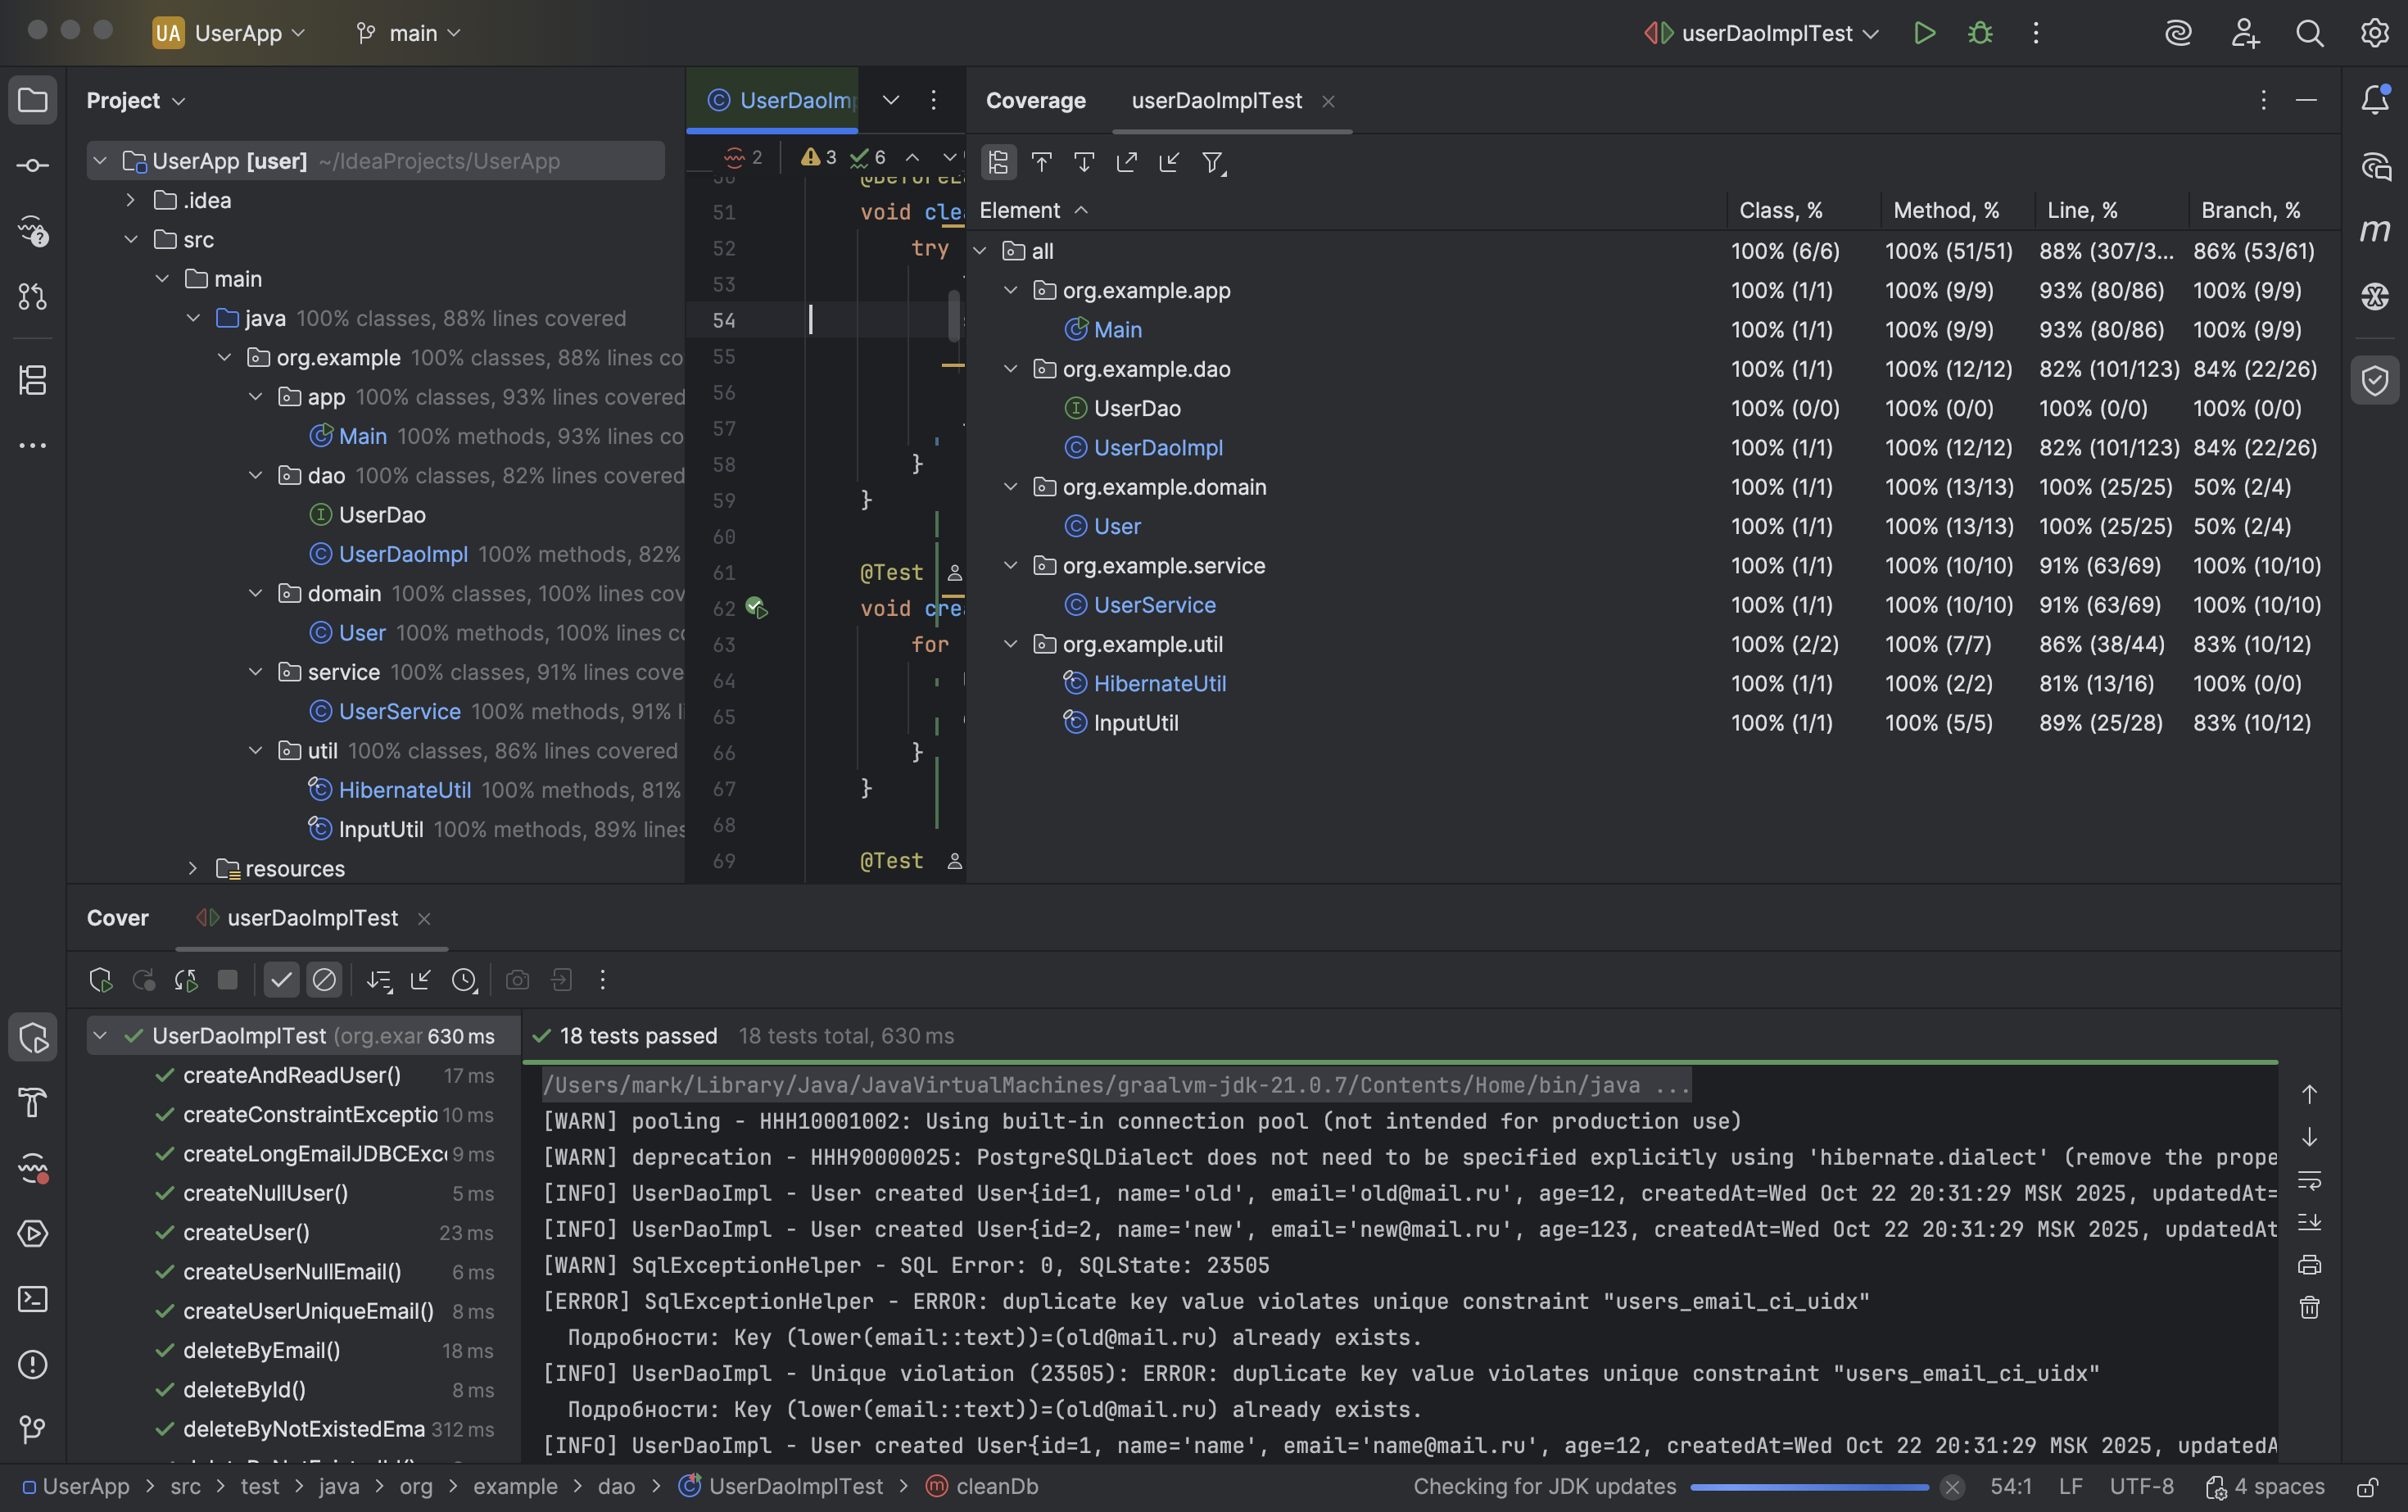 UA UserApp main userDaoImplTest
Project
UserApp [user] ~/IdeaProjects/UserApp
.idea
src
main
java 100% classes, 88% lines covered
org.example 100% classes, 88% lines co
app 100% classes, 93% lines covered
Main 100% methods, 93% lines co
dao 100% classes, 82% lines covered
UserDao
UserDaoImpl 100% methods, 82%
domain 100% classes, 100% lines cov
User 100% methods, 100% lines co
service 100% classes, 91% lines cove
UserService 100% methods, 91% li
util 100% classes, 86% lines covered
HibernateUtil 100% methods, 81%
InputUtil 100% methods, 89% lines
resources
UserDaoImp
2 3 6
51 void clea
52 try
53
54
55
56
57
58 }
59 }
60
61 @Test
62 void crea
63 for
64
65
66 }
67 }
68
69 @Test
Coverage userDaoImplTest
Element Class, % Method, % Line, % Branch, %
all 100% (6/6) 100% (51/51) 88% (307/3... 86% (53/61)
org.example.app 100% (1/1) 100% (9/9) 93% (80/86) 100% (9/9)
Main 100% (1/1) 100% (9/9) 93% (80/86) 100% (9/9)
org.example.dao 100% (1/1) 100% (12/12) 82% (101/123) 84% (22/26)
UserDao 100% (0/0) 100% (0/0) 100% (0/0) 100% (0/0)
UserDaoImpl 100% (1/1) 100% (12/12) 82% (101/123) 84% (22/26)
org.example.domain 100% (1/1) 100% (13/13) 100% (25/25) 50% (2/4)
User 100% (1/1) 100% (13/13) 100% (25/25) 50% (2/4)
org.example.service 100% (1/1) 100% (10/10) 91% (63/69) 100% (10/10)
UserService 100% (1/1) 100% (10/10) 91% (63/69) 100% (10/10)
org.example.util 100% (2/2) 100% (7/7) 86% (38/44) 83% (10/12)
HibernateUtil 100% (1/1) 100% (2/2) 81% (13/16) 100% (0/0)
InputUtil 100% (1/1) 100% (5/5) 89% (25/28) 83% (10/12)
Cover userDaoImplTest
UserDaoImplTest (org.exar 630 ms
createAndReadUser() 17 ms
createConstraintExceptio 10 ms
createLongEmailJDBCExce 9 ms
createNullUser() 5 ms
createUser() 23 ms
createUserNullEmail() 6 ms
createUserUniqueEmail() 8 ms
deleteByEmail() 18 ms
deleteById() 8 ms
deleteByNotExistedEma 312 ms
18 tests passed 18 tests total, 630 ms
/Users/mark/Library/Java/JavaVirtualMachines/graalvm-jdk-21.0.7/Contents/Home/bin/java ...
[WARN] pooling - HHH10001002: Using built-in connection pool (not intended for production use)
[WARN] deprecation - HHH90000025: PostgreSQLDialect does not need to be specified explicitly using 'hibernate.dialect' (remove the prope
[INFO] UserDaoImpl - User created User{id=1, name='old', email='old@mail.ru', age=12, createdAt=Wed Oct 22 20:31:29 MSK 2025, updatedAt=
[INFO] UserDaoImpl - User created User{id=2, name='new', email='new@mail.ru', age=123, createdAt=Wed Oct 22 20:31:29 MSK 2025, updatedAt
[WARN] SqlExceptionHelper - SQL Error: 0, SQLState: 23505
[ERROR] SqlExceptionHelper - ERROR: duplicate key value violates unique constraint "users_email_ci_uidx"
Подробности: Key (lower(email::text))=(old@mail.ru) already exists.
[INFO] UserDaoImpl - Unique violation (23505): ERROR: duplicate key value violates unique constraint "users_email_ci_uidx"
Подробности: Key (lower(email::text))=(old@mail.ru) already exists.
[INFO] UserDaoImpl - User created User{id=1, name='name', email='name@mail.ru', age=12, createdAt=Wed Oct 22 20:31:29 MSK 2025, updatedA
UserApp > src > test > java > org > example > dao > UserDaoImplTest > cleanDb Checking for JDK updates 54:1 LF UTF-8 4 spaces